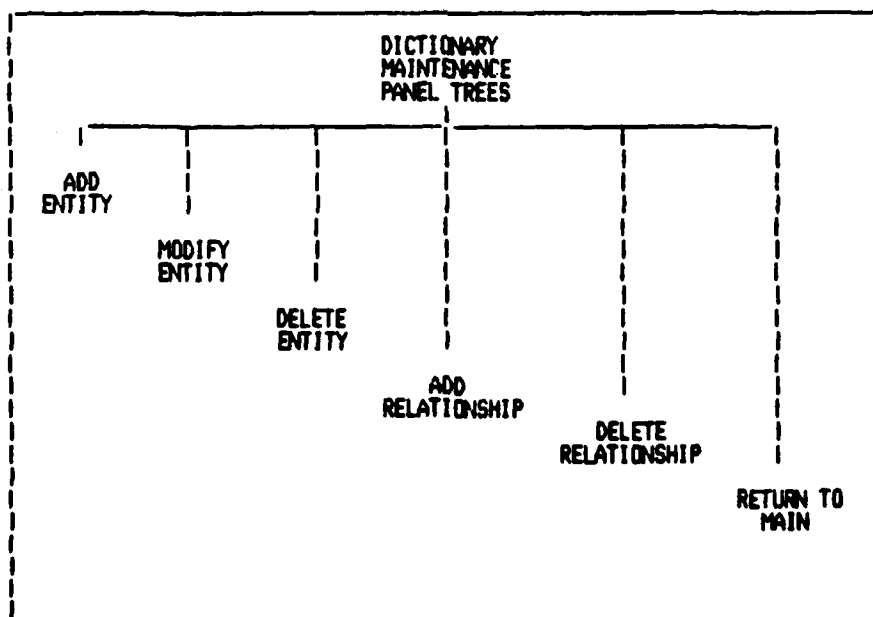 DICTIONARY
MAINTENANCE
PANEL TREES
ADD
ENTITY
MODIFY
ENTITY
DELETE
ENTITY
ADD
RELATIONSHIP
DELETE
RELATIONSHIP
RETURN TO
MAIN